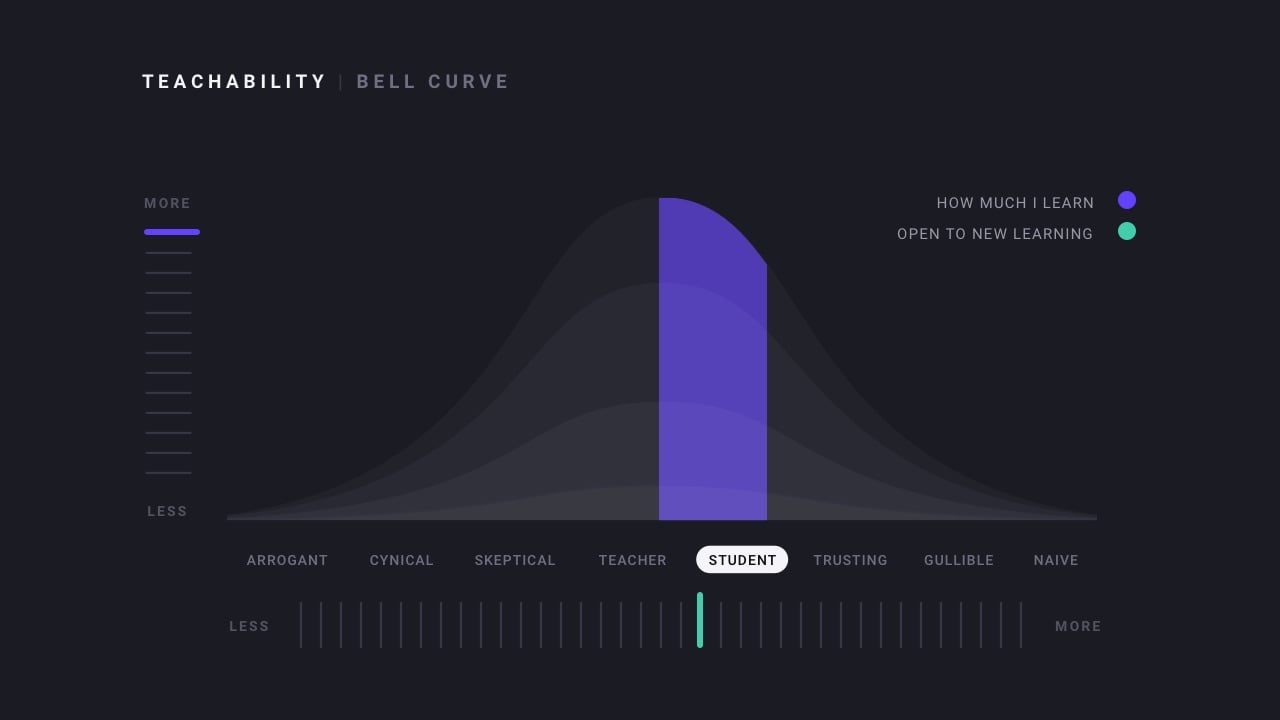 TEACHABILITY | BELL CURVE
MORE
HOW MUCH I LEARN
OPEN TO NEW LEARNING
LESS
ARROGANT CYNICAL SKEPTICAL TEACHER STUDENT TRUSTING GULLIBLE NAIVE
LESS MORE